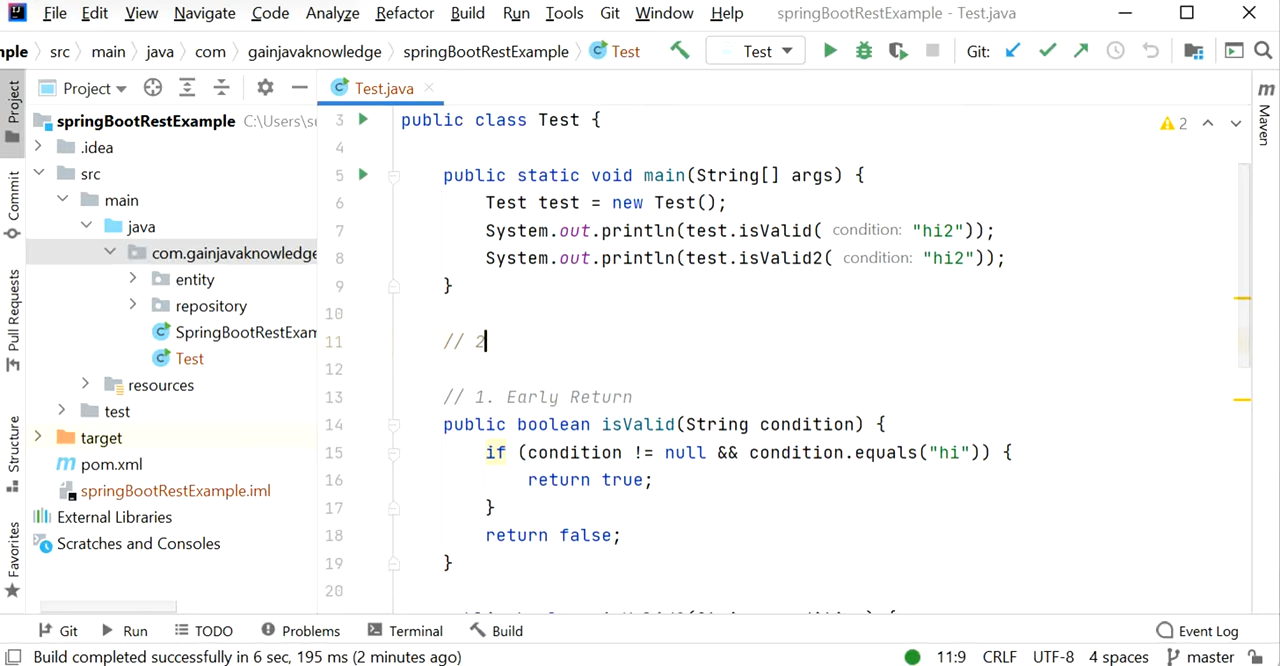 File Edit View Navigate Code Analyze Refactor Build Run Tools Git Window Help springBootRestExample - Test.java
mple src main java com gainjavaknowledge springBootRestExample Test Test Git:
Project
Commit
Pull Requests
Structure
Favorites
Project
springBootRestExample C:\Users\su
.idea
src
main
java
com.gainjavaknowledge
entity
repository
SpringBootRestExam
Test
resources
test
target
pom.xml
springBootRestExample.iml
External Libraries
Scratches and Consoles
Test.java
2
3 public class Test {
4
5 public static void main(String[] args) {
6 Test test = new Test();
7 System.out.println(test.isValid( condition: "hi2"));
8 System.out.println(test.isValid2( condition: "hi2"));
9 }
10
11 // 2
12
13 // 1. Early Return
14 public boolean isValid(String condition) {
15 if (condition != null && condition.equals("hi")) {
16 return true;
17 }
18 return false;
19 }
20
Maven
Git Run TODO Problems Terminal Build Event Log
Build completed successfully in 6 sec, 195 ms (2 minutes ago) 11:9 CRLF UTF-8 4 spaces master